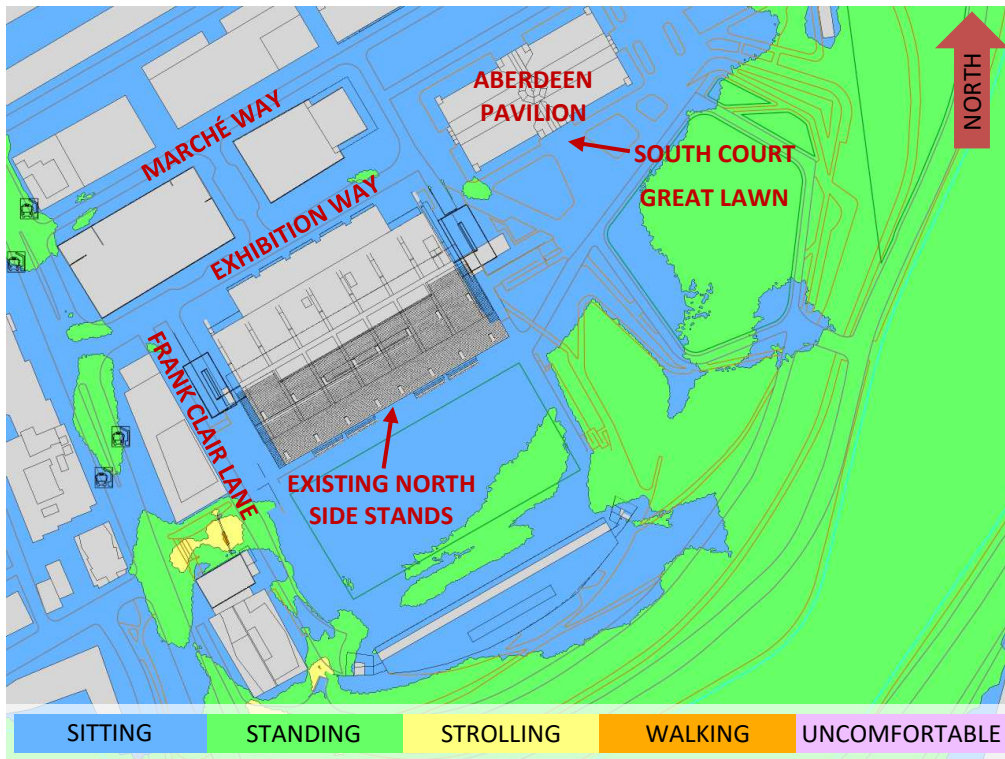 ABERDEEN
PAVILION
NORTH
MARCHÉ WAY
SOUTH COURT
GREAT LAWN
EXHIBITION WAY
FRANK CLAIR LANE
EXISTING NORTH
SIDE STANDS
SITTING
STANDING
STROLLING
WALKING
UNCOMFORTABLE